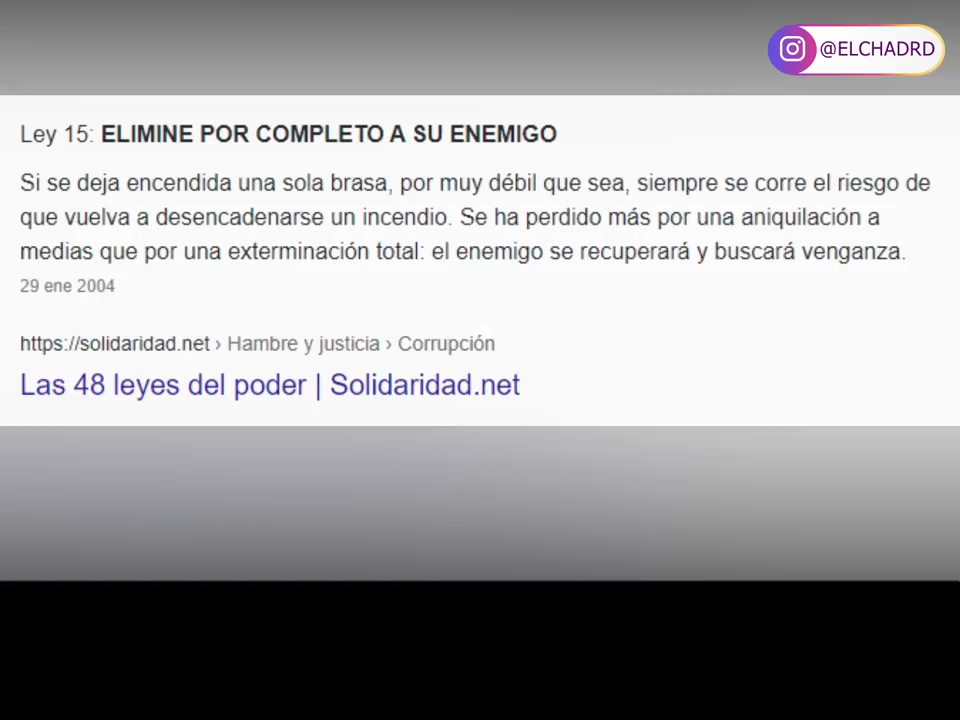 @ELCHADRD
Ley 15: ELIMINE POR COMPLETO A SU ENEMIGO
Si se deja encendida una sola brasa, por muy débil que sea, siempre se corre el riesgo de
que vuelva a desencadenarse un incendio. Se ha perdido más por una aniquilación a
medias que por una exterminación total: el enemigo se recuperará y buscará venganza.
29 ene 2004
https://solidaridad.net › Hambre y justicia › Corrupción
Las 48 leyes del poder | Solidaridad.net